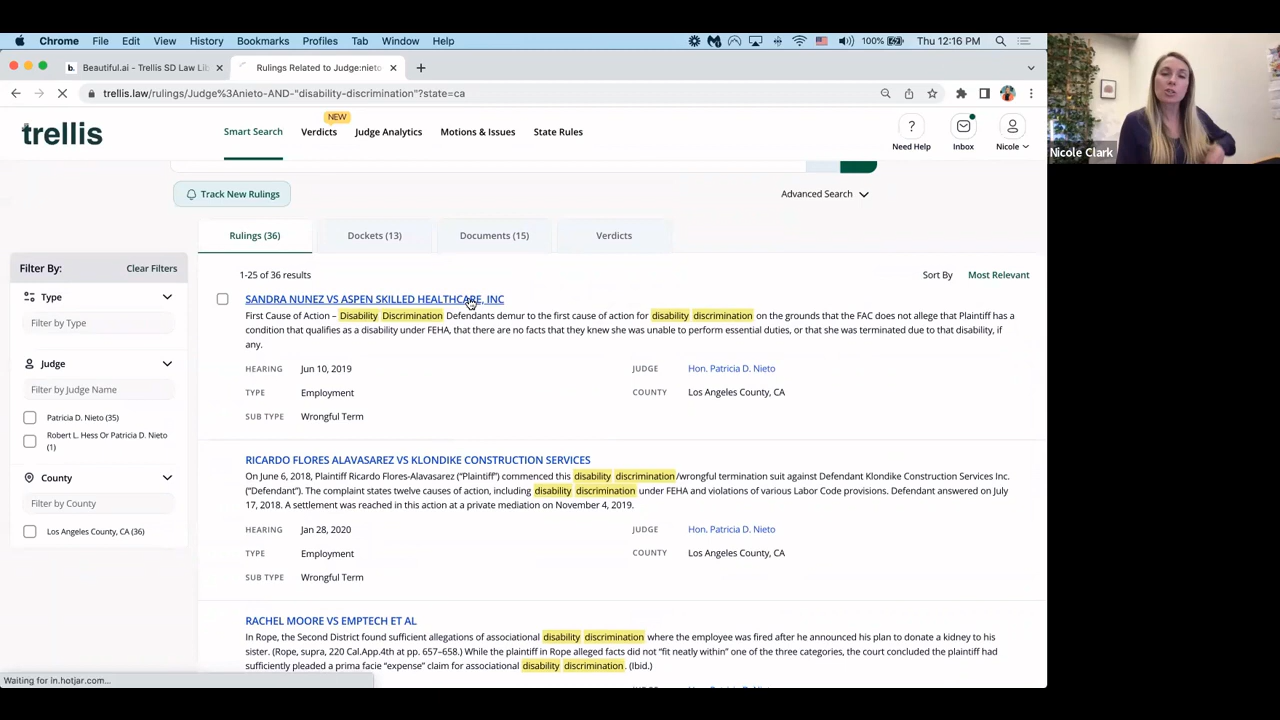 Chrome File Edit View History Bookmarks Profiles Tab Window Help 100% Thu 12:16 PM
b. Beautiful.ai - Trellis SD Law Lib Rulings Related to Judge:nieto
trellis.law/rulings/Judge%3Anieto-AND-"disability-discrimination"?state=ca
Nicole Clark
trellis
NEW
Smart Search Verdicts Judge Analytics Motions & Issues State Rules
? Need Help Inbox Nicole
Track New Rulings Advanced Search
Rulings (36) Dockets (13) Documents (15) Verdicts
Filter By: Clear Filters
Type
Filter by Type
Judge
Filter by Judge Name
Patricia D. Nieto (35)
Robert L. Hess Or Patricia D. Nieto
(1)
County
Filter by County
Los Angeles County, CA (36)
1-25 of 36 results Sort By Most Relevant
SANDRA NUNEZ VS ASPEN SKILLED HEALTHCARE, INC
First Cause of Action – Disability Discrimination Defendants demur to the first cause of action for disability discrimination on the grounds that the FAC does not allege that Plaintiff has a
condition that qualifies as a disability under FEHA, that there are no facts that they knew she was unable to perform essential duties, or that she was terminated due to that disability, if
any.
HEARING Jun 10, 2019 JUDGE Hon. Patricia D. Nieto
TYPE Employment COUNTY Los Angeles County, CA
SUB TYPE Wrongful Term
RICARDO FLORES ALAVASAREZ VS KLONDIKE CONSTRUCTION SERVICES
On June 6, 2018, Plaintiff Ricardo Flores-Alavasarez (“Plaintiff”) commenced this disability discrimination/wrongful termination suit against Defendant Klondike Construction Services Inc.
(“Defendant”). The complaint states twelve causes of action, including disability discrimination under FEHA and violations of various Labor Code provisions. Defendant answered on July
17, 2018. A settlement was reached in this action at a private mediation on November 4, 2019.
HEARING Jan 28, 2020 JUDGE Hon. Patricia D. Nieto
TYPE Employment COUNTY Los Angeles County, CA
SUB TYPE Wrongful Term
RACHEL MOORE VS EMPTECH ET AL
In Rope, the Second District found sufficient allegations of associational disability discrimination where the employee was fired after he announced his plan to donate a kidney to his
sister. (Rope, supra, 220 Cal.App.4th at pp. 657–658.) While the plaintiff in Rope alleged facts did not “fit neatly within” one of the three categories, the court concluded the plaintiff had
sufficiently pleaded a prima facie “expense” claim for associational disability discrimination. (Ibid.)
Waiting for in.hotjar.com...